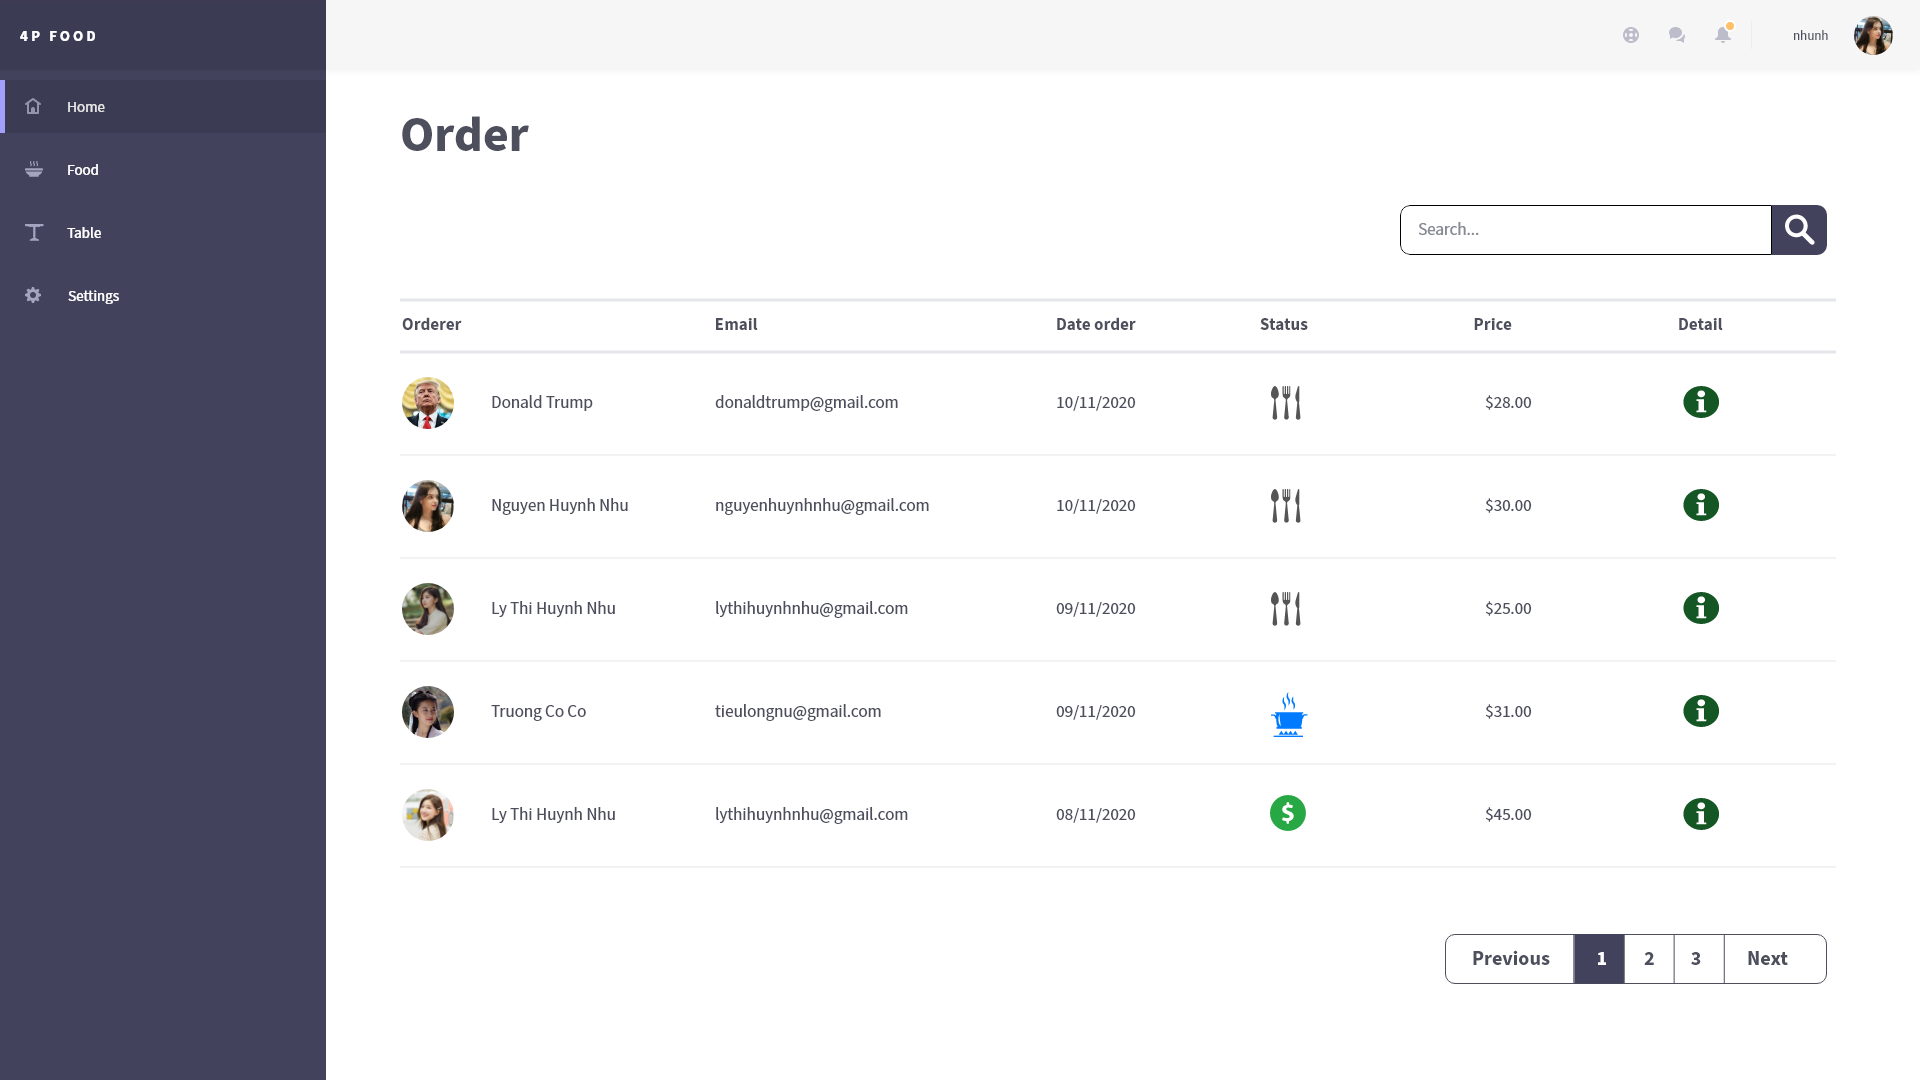 4P FOOD
nhunh
Home
Food
Table
Settings
Order
Search...
Orderer Email Date order Status Price Detail
Donald Trump donaldtrump@gmail.com 10/11/2020 $28.00
Nguyen Huynh Nhu nguyenhuynhnhu@gmail.com 10/11/2020 $30.00
Ly Thi Huynh Nhu lythihuynhnhu@gmail.com 09/11/2020 $25.00
Truong Co Co tieulongnu@gmail.com 09/11/2020 $31.00
Ly Thi Huynh Nhu lythihuynhnhu@gmail.com 08/11/2020 $ $45.00
Previous 1 2 3 Next